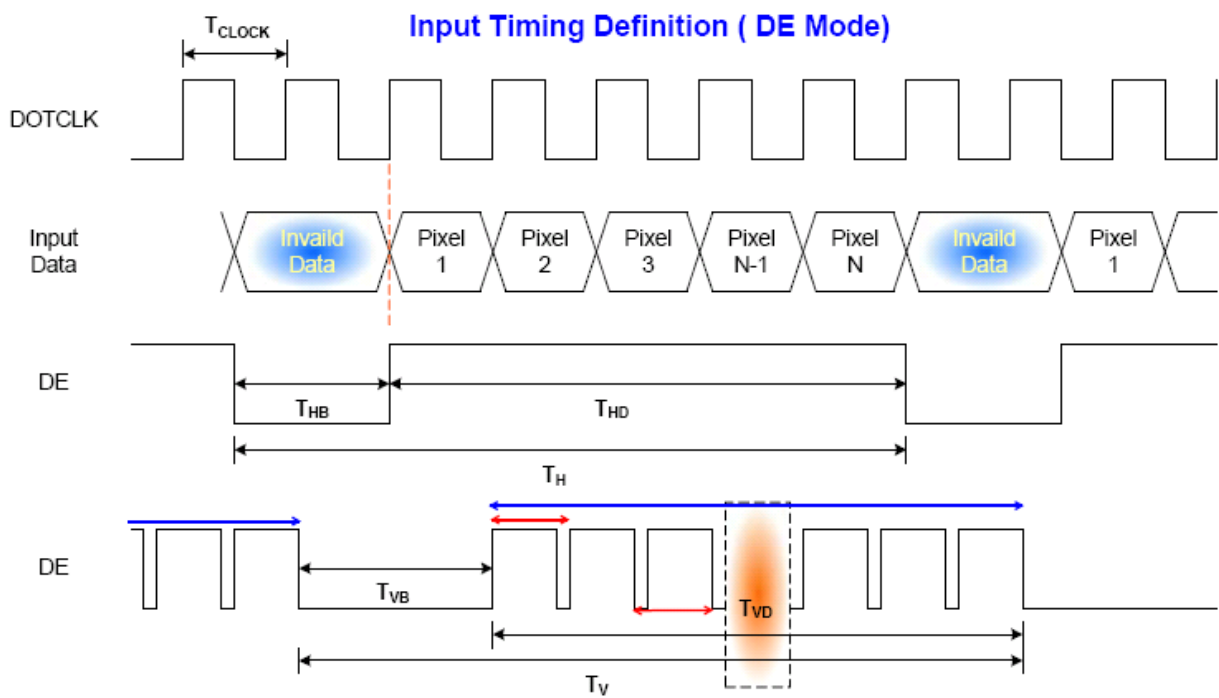 Input Timing Definition ( DE Mode)
TCLOCK
DOTCLK
Input
Data
Invaild
Data
Pixel
1
Pixel
2
Pixel
3
Pixel
N-1
Pixel
N
Invaild
Data
Pixel
1
DE
THB
THD
TH
DE
TVB
TVD
TV